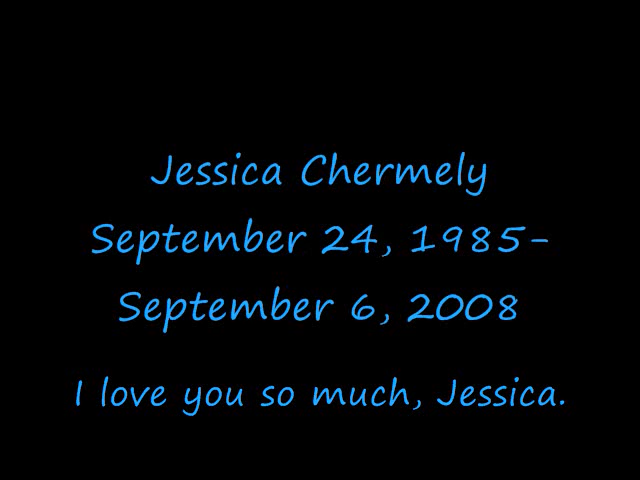 Jessica Chermely
September 24, 1985-
September 6, 2008
I love you so much, Jessica.